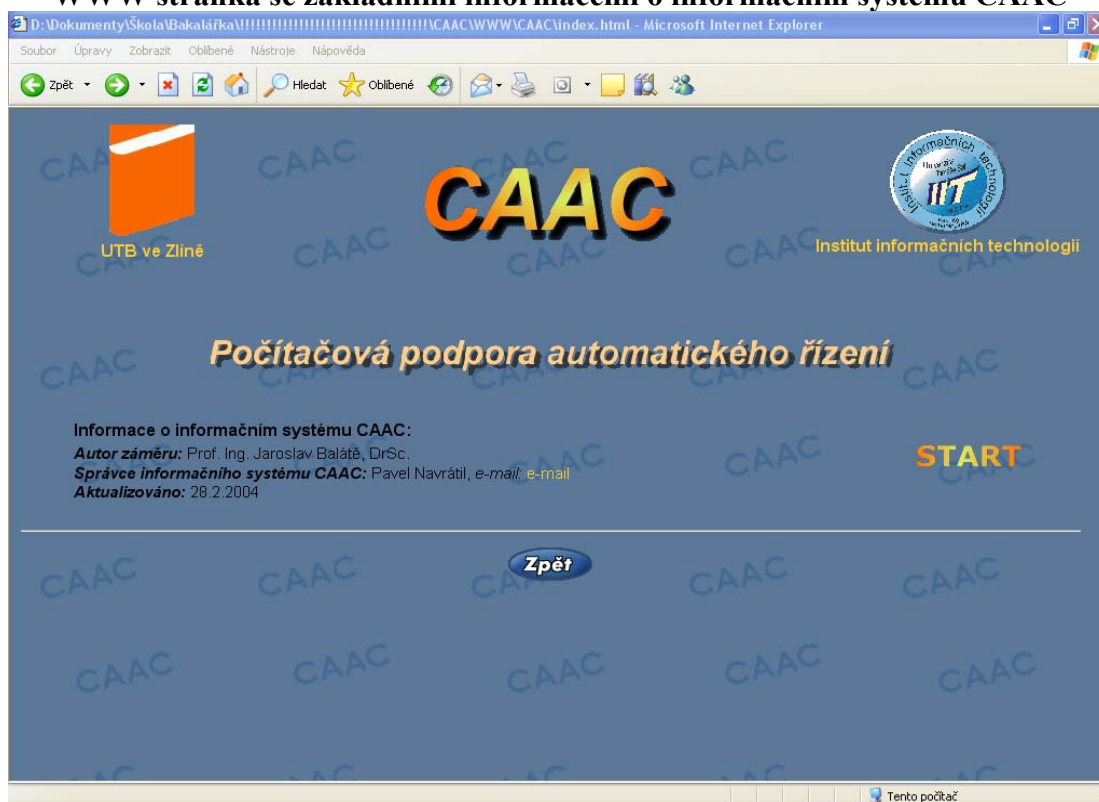 WWW stránka se základními informacemi o informačním systému CAAC
D:\Dokumenty\Škola\Bakalářka\!!!!!!!!!!!!!!!!!!!!!!!!!!!!!!!!!!\CAAC\WWW\CAAC\index.html - Microsoft Internet Explorer
Soubor Úpravy Zobrazit Oblíbené Nástroje Nápověda
Zpět Hledat Oblíbené
CAAC
UTB ve Zlíně
Institut informačních technologií
Institut informačních technologií
Počítačová podpora automatického řízení
Informace o informačním systému CAAC:
Autor záměru: Prof. Ing. Jaroslav Balátě, DrSc.
Správce informačního systému CAAC: Pavel Navrátil, e-mail: e-mail
Aktualizováno: 28.2.2004
START
Zpět
Tento počítač